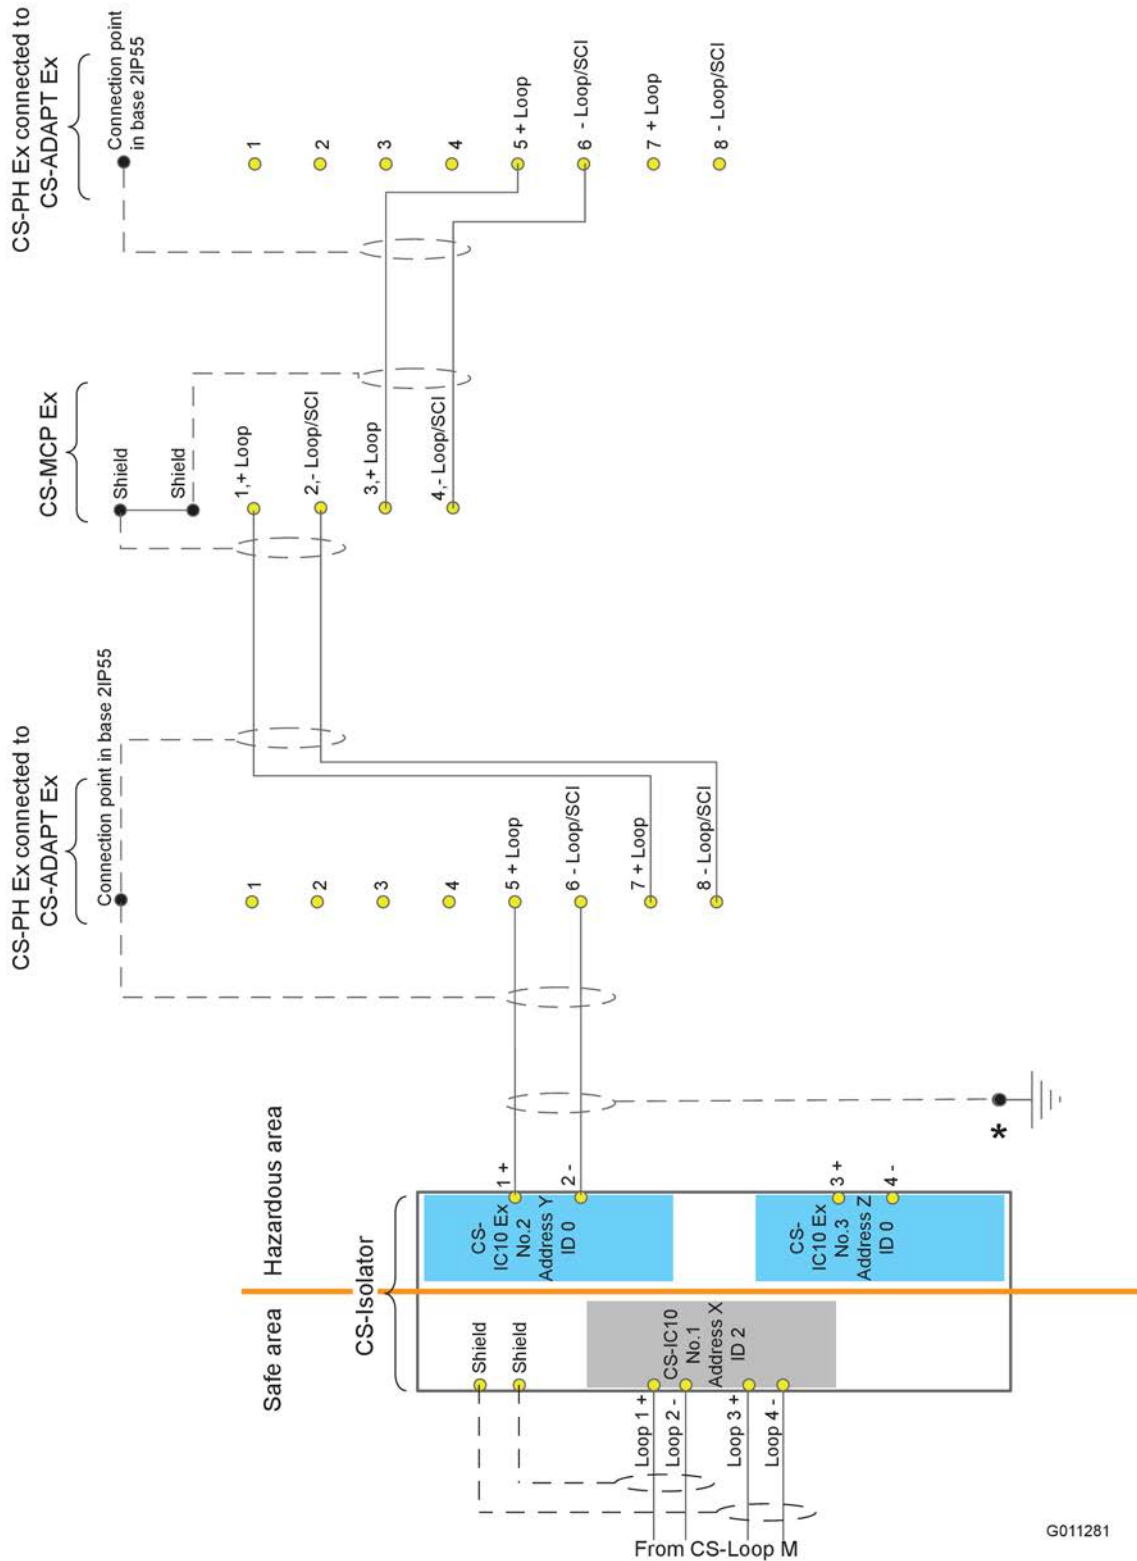 CS-PH Ex connected to
CS-ADAPT Ex
Connection point
in base 2IP55
1
2
3
4
5 + Loop
6 - Loop/SCI
7 + Loop
8 - Loop/SCI
CS-MCP Ex
Shield
Shield
1,+ Loop
2,- Loop/SCI
3,+ Loop
4,- Loop/SCI
CS-PH Ex connected to
CS-ADAPT Ex
Connection point in base 2IP55
1
2
3
4
5 + Loop
6 - Loop/SCI
7 + Loop
8 - Loop/SCI
*
Hazardous area
Safe area
CS-Isolator
1 +
2 -
CS-
IC10 Ex
No.2
Address Y
ID 0
3 +
4 -
CS-
IC10 Ex
No.3
Address Z
ID 0
Shield
Shield
CS-IC10
No.1
Address X
ID 2
Loop 1 +
Loop 2 -
Loop 3 +
Loop 4 -
From CS-Loop M
G011281